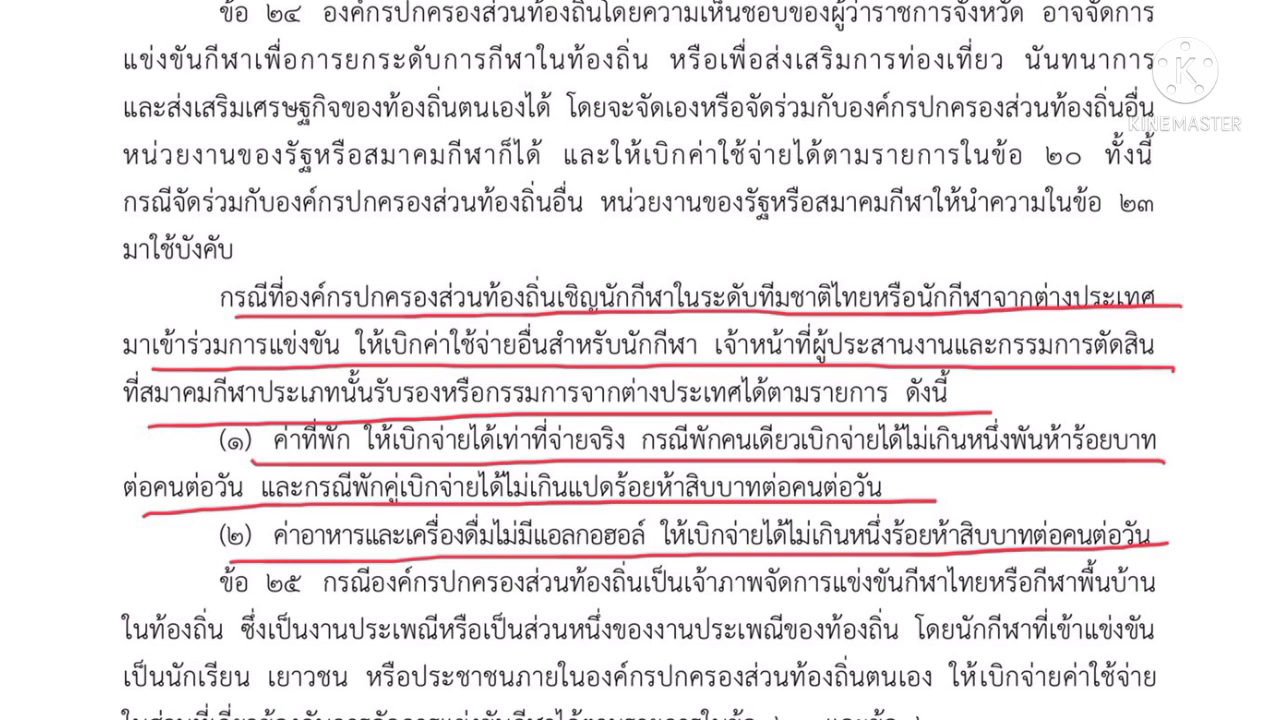 ข้อ ๒๔ องค์กรปกครองส่วนท้องถิ่นโดยความเห็นชอบของผู้ว่าราชการจังหวัด อาจจัดการ
แข่งขันกีฬาเพื่อการยกระดับการกีฬาในท้องถิ่น หรือเพื่อส่งเสริมการท่องเที่ยว นันทนาการ
และส่งเสริมเศรษฐกิจของท้องถิ่นตนเองได้ โดยจะจัดเองหรือจัดร่วมกับองค์กรปกครองส่วนท้องถิ่นอื่น
หน่วยงานของรัฐหรือสมาคมกีฬาก็ได้ และให้เบิกค่าใช้จ่ายได้ตามรายการในข้อ ๒๐ ทั้งนี้
กรณีจัดร่วมกับองค์กรปกครองส่วนท้องถิ่นอื่น หน่วยงานของรัฐหรือสมาคมกีฬาให้นำความในข้อ ๒๓
มาใช้บังคับ
กรณีที่องค์กรปกครองส่วนท้องถิ่นเชิญนักกีฬาในระดับทีมชาติไทยหรือนักกีฬาจากต่างประเทศ
มาเข้าร่วมการแข่งขัน ให้เบิกค่าใช้จ่ายอื่นสำหรับนักกีฬา เจ้าหน้าที่ผู้ประสานงานและกรรมการตัดสิน
ที่สมาคมกีฬาประเภทนั้นรับรองหรือกรรมการจากต่างประเทศได้ตามรายการ ดังนี้
(๑) ค่าที่พัก ให้เบิกจ่ายได้เท่าที่จ่ายจริง กรณีพักคนเดียวเบิกจ่ายได้ไม่เกินหนึ่งพันห้าร้อยบาท
ต่อคนต่อวัน และกรณีพักคู่เบิกจ่ายได้ไม่เกินแปดร้อยห้าสิบบาทต่อคนต่อวัน
(๒) ค่าอาหารและเครื่องดื่มไม่มีแอลกอฮอล์ ให้เบิกจ่ายได้ไม่เกินหนึ่งร้อยห้าสิบบาทต่อคนต่อวัน
ข้อ ๒๕ กรณีองค์กรปกครองส่วนท้องถิ่นเป็นเจ้าภาพจัดการแข่งขันกีฬาไทยหรือกีฬาพื้นบ้าน
ในท้องถิ่น ซึ่งเป็นงานประเพณีหรือเป็นส่วนหนึ่งของงานประเพณีของท้องถิ่น โดยนักกีฬาที่เข้าแข่งขัน
เป็นนักเรียน เยาวชน หรือประชาชนภายในองค์กรปกครองส่วนท้องถิ่นตนเอง ให้เบิกจ่ายค่าใช้จ่าย
K
KINEMASTER